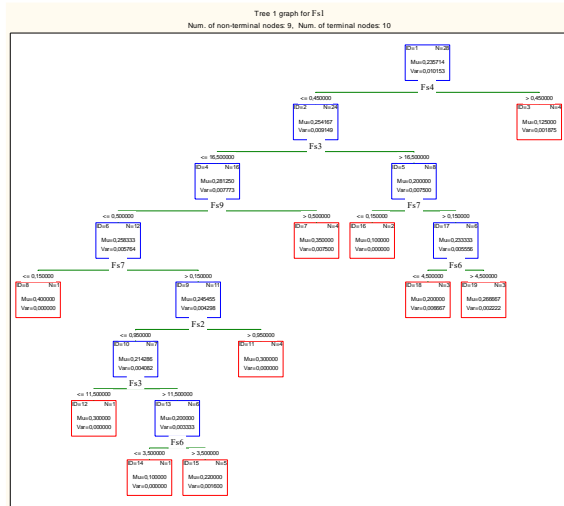 Tree 1 graph for Fs1
Num. of non-terminal nodes: 9, Num. of terminal nodes: 10
ID=1 N=28
Mu=0,235714
Var=0,010153
Fs4
<= 0,450000 > 0,450000
ID=2 N=24 ID=3 N=4
Mu=0,254167 Mu=0,125000
Var=0,009149 Var=0,001875
Fs3
<= 16,500000 > 16,500000
ID=4 N=16 ID=5 N=8
Mu=0,281250 Mu=0,200000
Var=0,007773 Var=0,007500
Fs9 Fs7
<= 0,500000 > 0,500000 <= 0,150000 > 0,150000
ID=6 N=12 ID=7 N=4 ID=16 N=2 ID=17 N=6
Mu=0,258333 Mu=0,350000 Mu=0,100000 Mu=0,233333
Var=0,005764 Var=0,007500 Var=0,000000 Var=0,005556
Fs7 Fs6
<= 0,150000 > 0,150000 <= 4,500000 > 4,500000
ID=8 N=1 ID=9 N=11 ID=18 N=3 ID=19 N=3
Mu=0,400000 Mu=0,245455 Mu=0,200000 Mu=0,266667
Var=0,000000 Var=0,004298 Var=0,006667 Var=0,002222
Fs2
<= 0,950000 > 0,950000
ID=10 N=7 ID=11 N=4
Mu=0,214286 Mu=0,300000
Var=0,004082 Var=0,000000
Fs3
<= 11,500000 > 11,500000
ID=12 N=1 ID=13 N=6
Mu=0,300000 Mu=0,200000
Var=0,000000 Var=0,003333
Fs6
<= 3,500000 > 3,500000
ID=14 N=1 ID=15 N=5
Mu=0,100000 Mu=0,220000
Var=0,000000 Var=0,001600